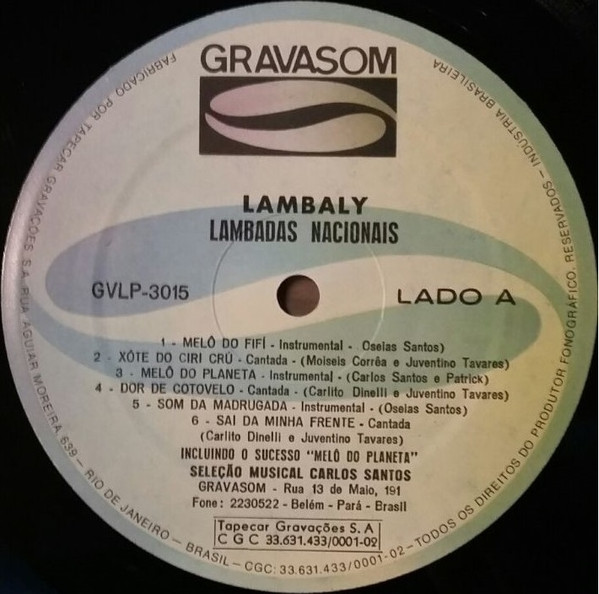 GRAVASOM
LAMBALY
LAMBADAS NACIONAIS
GVLP-3015
LADO A
1 - MELÔ DO FIFÍ - Instrumental - Oseias Santos)
2 - XÓTE DO CIRI CRÚ - Cantada - (Moiseis Corrêa e Juventino Tavares)
3 - MELÔ DO PLANETA - Instrumental - (Carlos Santos e Patrick)
4 - DOR DE COTOVELO - Cantada - (Carlito Dinelli e Juventino Tavares)
5 - SOM DA MADRUGADA - Instrumental - (Oseias Santos)
6 - SAI DA MINHA FRENTE - Cantada
(Carlito Dinelli e Juventino Tavares)
INCLUINDO O SUCESSO "MELÔ DO PLANETA"
SELEÇÃO MUSICAL CARLOS SANTOS
GRAVASOM - Rua 13 de Maio, 191
Fone: 2230522 - Belém - Pará - Brasil
Tapecar Gravações S. A
C G C 33.631.433/0001-02
FABRICADO POR TAPECAR GRAVAÇÕES S.A. RUA AGUIAR MOREIRA, 639 - RIO DE JANEIRO - BRASIL - CGC: 33.631.433/0001-02 - TODOS OS DIREITOS DO PRODUTOR FONOGRÁFICO. RESERVADOS - INDUSTRIA BRASILEIRA